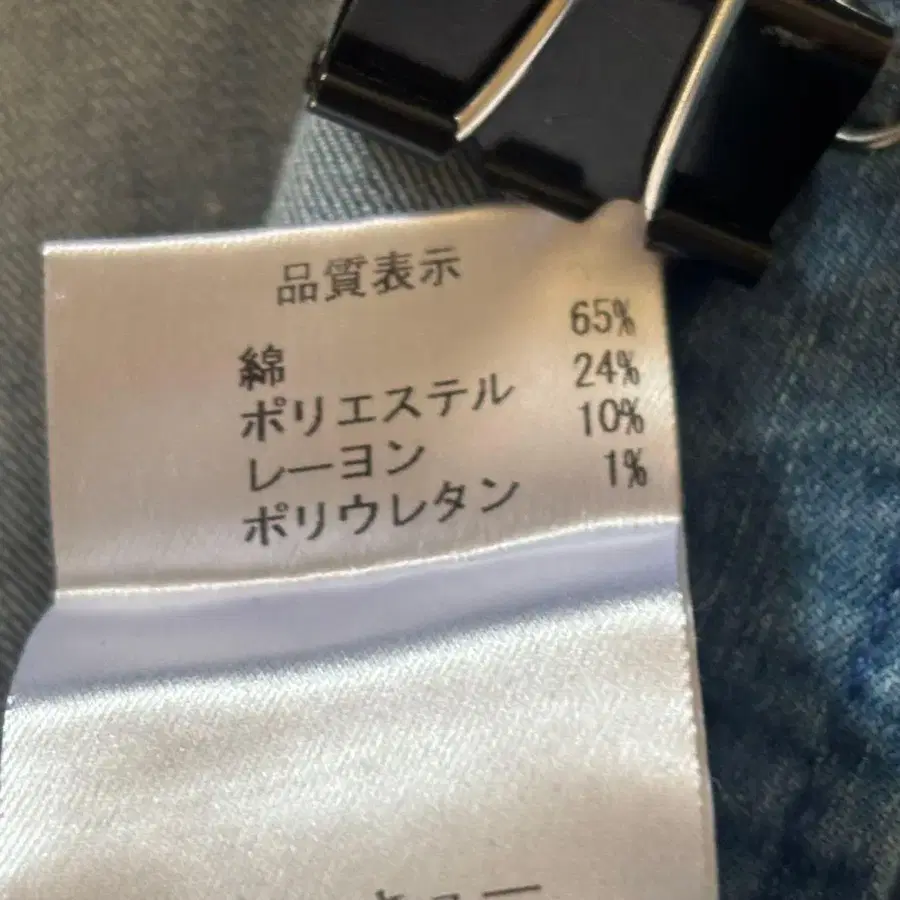 品質表示
綿 65%
ポリエステル 24%
レーヨン 10%
ポリウレタン 1%